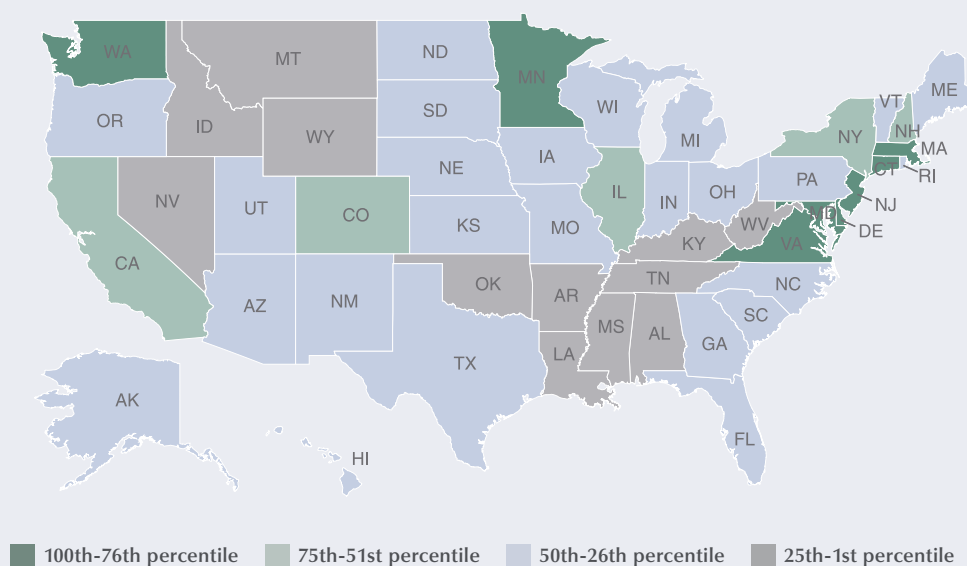 WA
MT
ND
MN
OR
ID
WY
SD
WI
MI
VT
ME
NY
NH
MA
CT
RI
NV
UT
CO
NE
IA
IL
IN
OH
PA
NJ
CA
KS
MO
KY
WV
MD
DE
VA
AZ
NM
OK
AR
TN
NC
TX
LA
MS
AL
GA
SC
FL
AK
HI
100th-76th percentile
75th-51st percentile
50th-26th percentile
25th-1st percentile